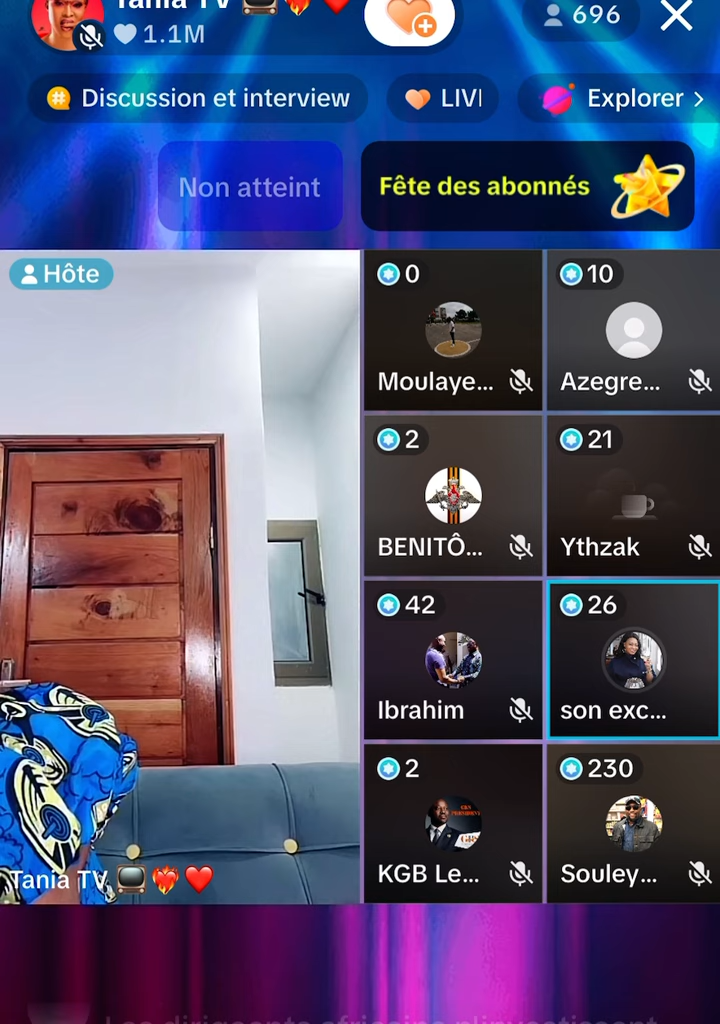 Tania TV 📺❤️‍🔥❤️
1.1M
696
Discussion et interview
LIVI
Explorer >
Non atteint
Fête des abonnés
Hôte
0
Moulaye...
10
Azegre...
2
BENITÔ...
21
Ythzak
42
Ibrahim
26
son exc...
2
KGB Le...
230
Souley...
Tania TV 📺❤️‍🔥❤️